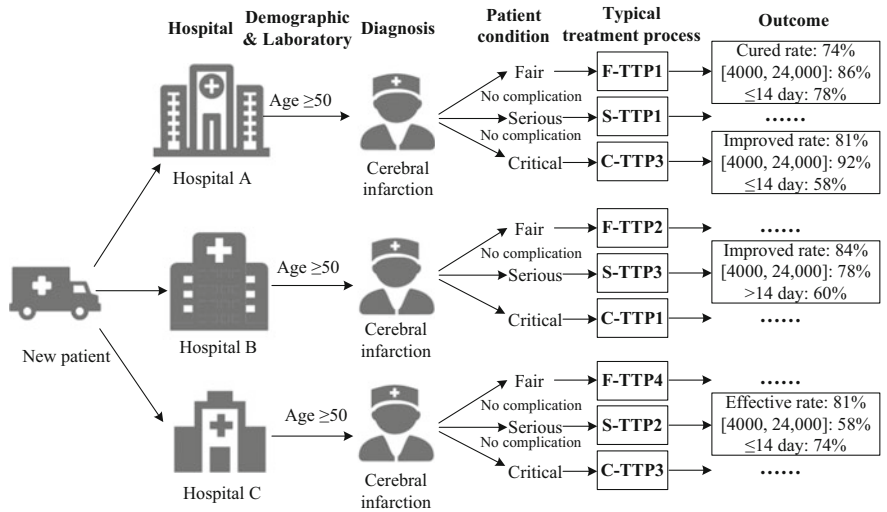 Hospital
Demographic
& Laboratory
Diagnosis
Patient
condition
Typical
treatment process
Outcome
New patient
Hospital A
Age ≥50
Cerebral
infarction
Fair
No complication
Serious
No complication
Critical
F-TTP1
S-TTP1
C-TTP3
Cured rate: 74%
[4000, 24,000]: 86%
≤14 day: 78%
......
Improved rate: 81%
[4000, 24,000]: 92%
≤14 day: 58%
Hospital B
Age ≥50
Cerebral
infarction
Fair
No complication
Serious
Critical
F-TTP2
S-TTP3
C-TTP1
......
Improved rate: 84%
[4000, 24,000]: 78%
>14 day: 60%
......
Hospital C
Age ≥50
Cerebral
infarction
Fair
No complication
Serious
No complication
Critical
F-TTP4
S-TTP2
C-TTP3
......
Effective rate: 81%
[4000, 24,000]: 58%
≤14 day: 74%
......